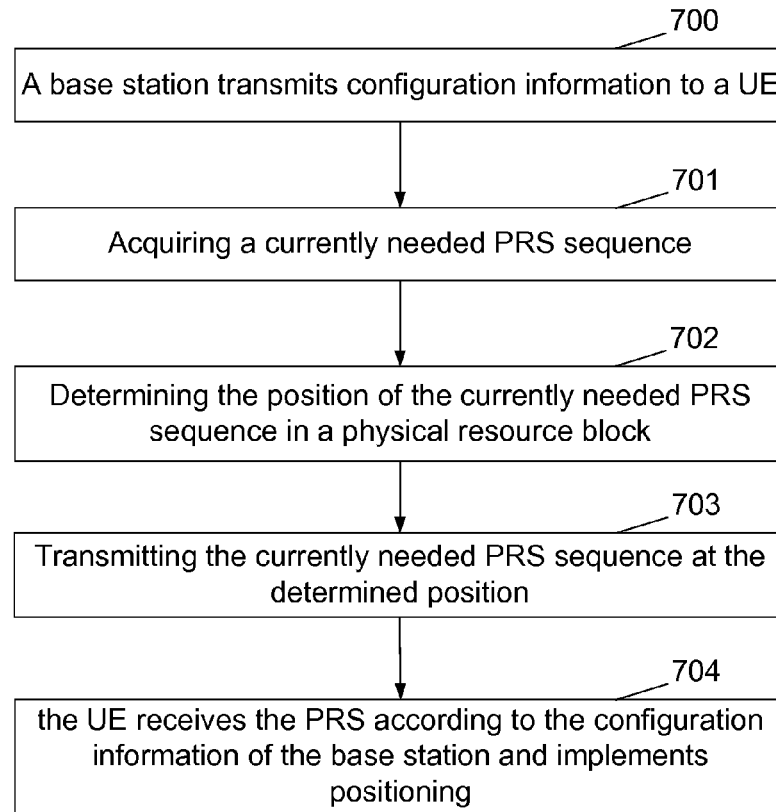 700
A base station transmits configuration information to a UE
701
Acquiring a currently needed PRS sequence
702
Determining the position of the currently needed PRS
sequence in a physical resource block
703
Transmitting the currently needed PRS sequence at the
determined position
704
the UE receives the PRS according to the configuration
information of the base station and implements
positioning